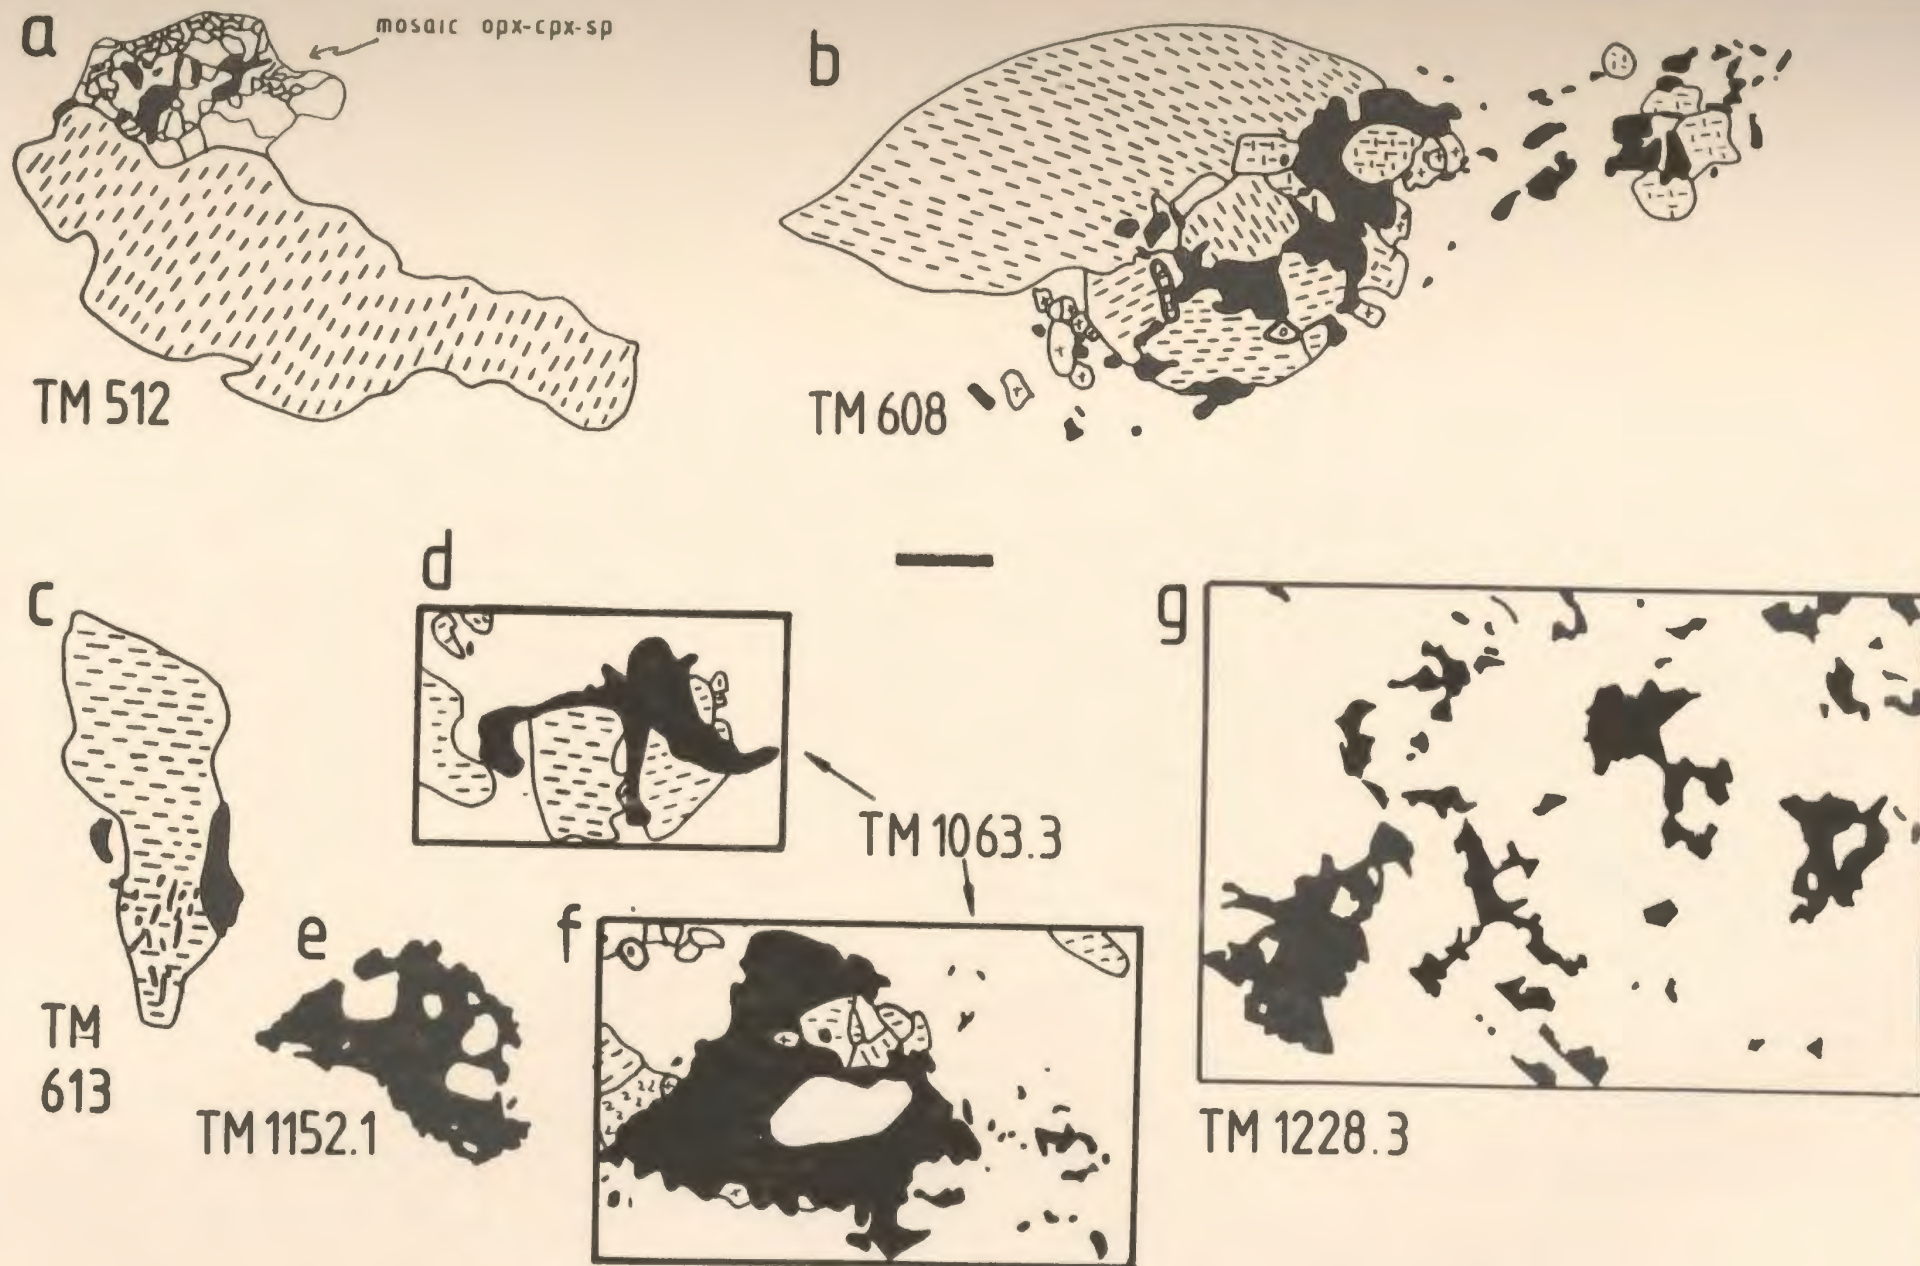 a
mosaic opx-cpx-sp
TM 512
b
TM 608
c
TM
613
d
TM 1063.3
e
TM 1152.1
f
g
TM 1228.3